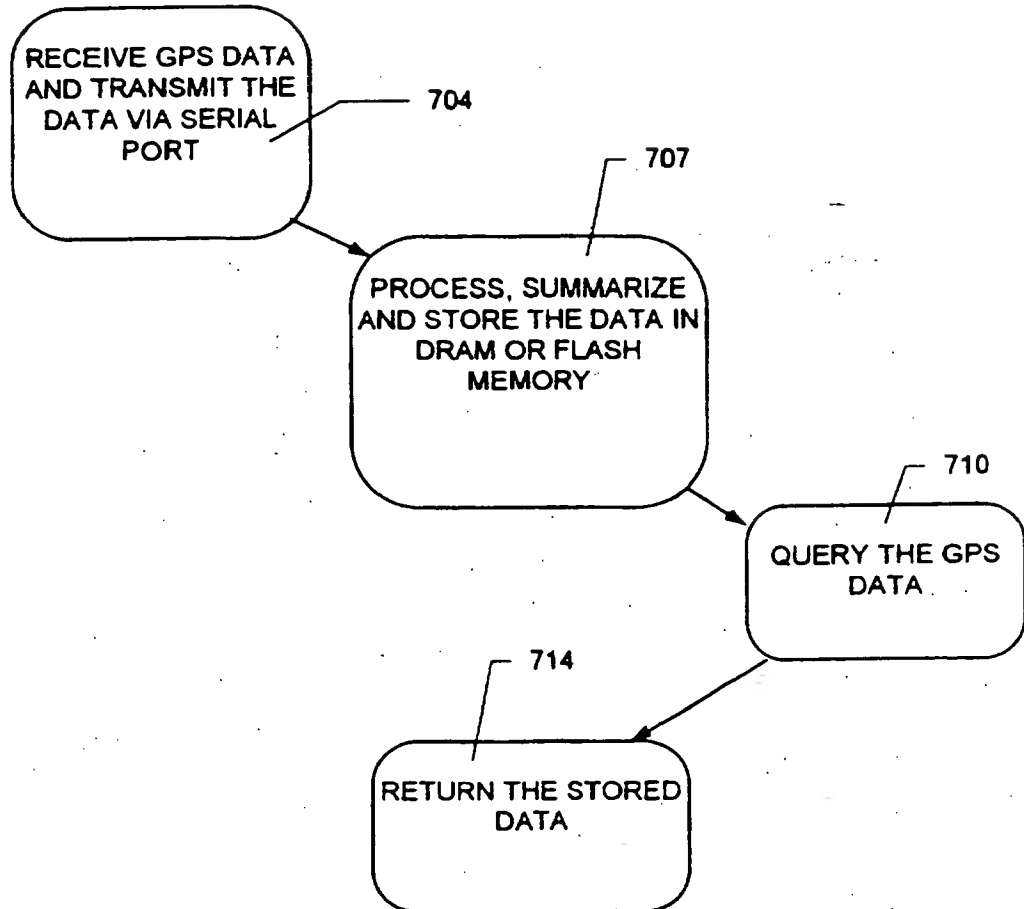 RECEIVE GPS DATA
AND TRANSMIT THE
DATA VIA SERIAL
PORT
704
707
PROCESS, SUMMARIZE
AND STORE THE DATA IN
DRAM OR FLASH
MEMORY
710
QUERY THE GPS
DATA
714
RETURN THE STORED
DATA